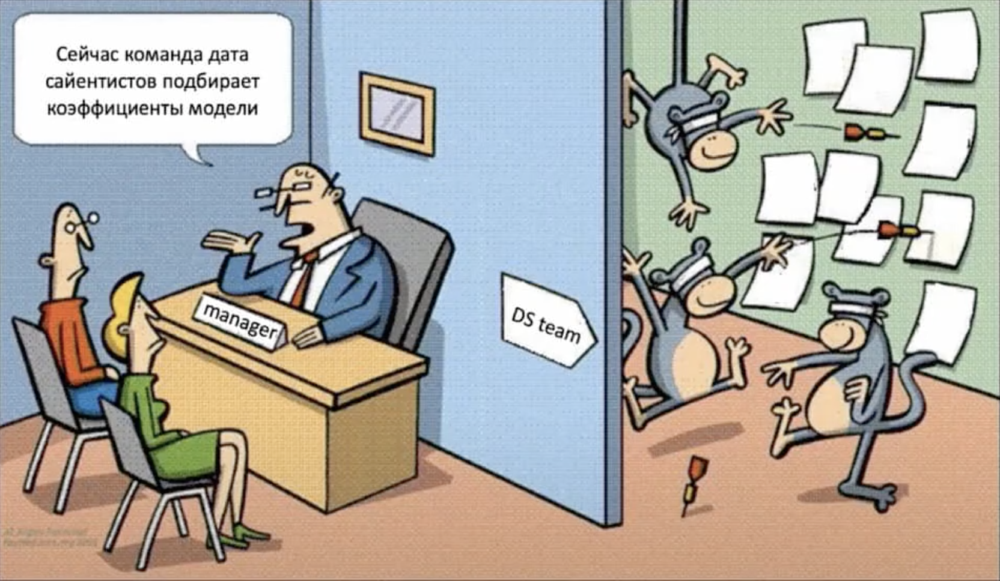 Сейчас команда дата
сайентистов подбирает
коэффициенты модели
manager
DS team